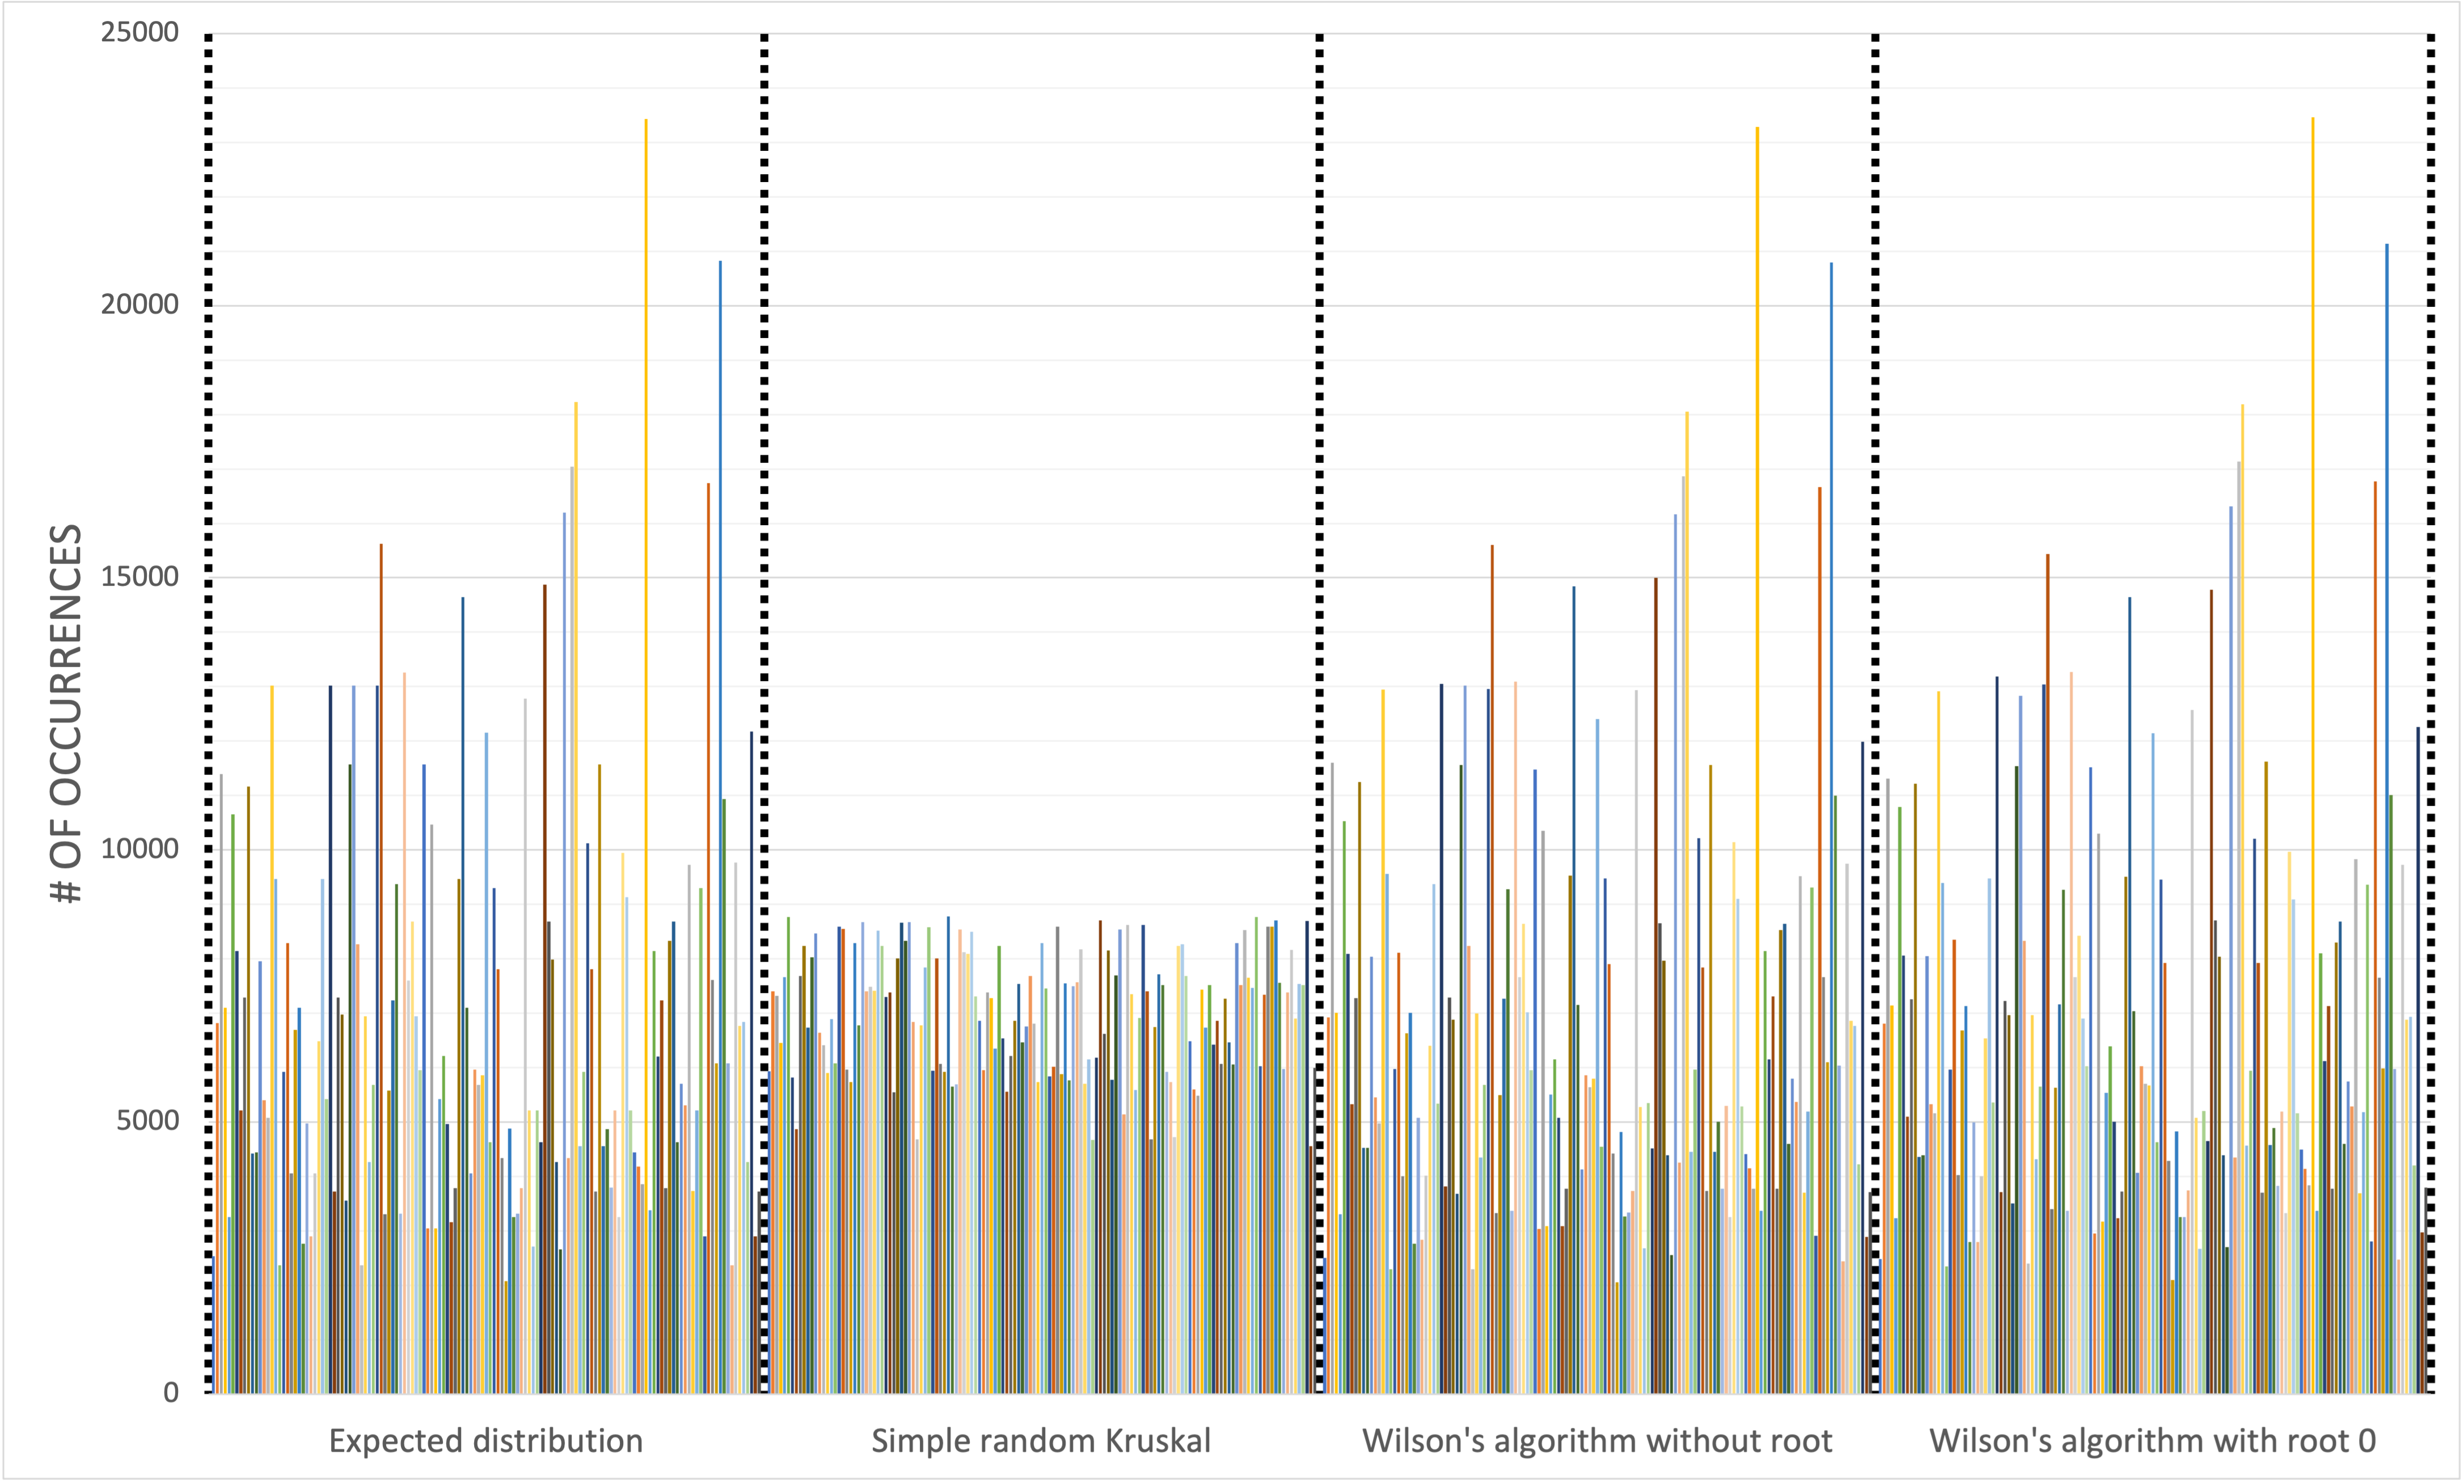 25000
20000
15000
10000
5000
0
# OF OCCURRENCES
Expected distribution
Simple random Kruskal
Wilson's algorithm without root
Wilson's algorithm with root 0